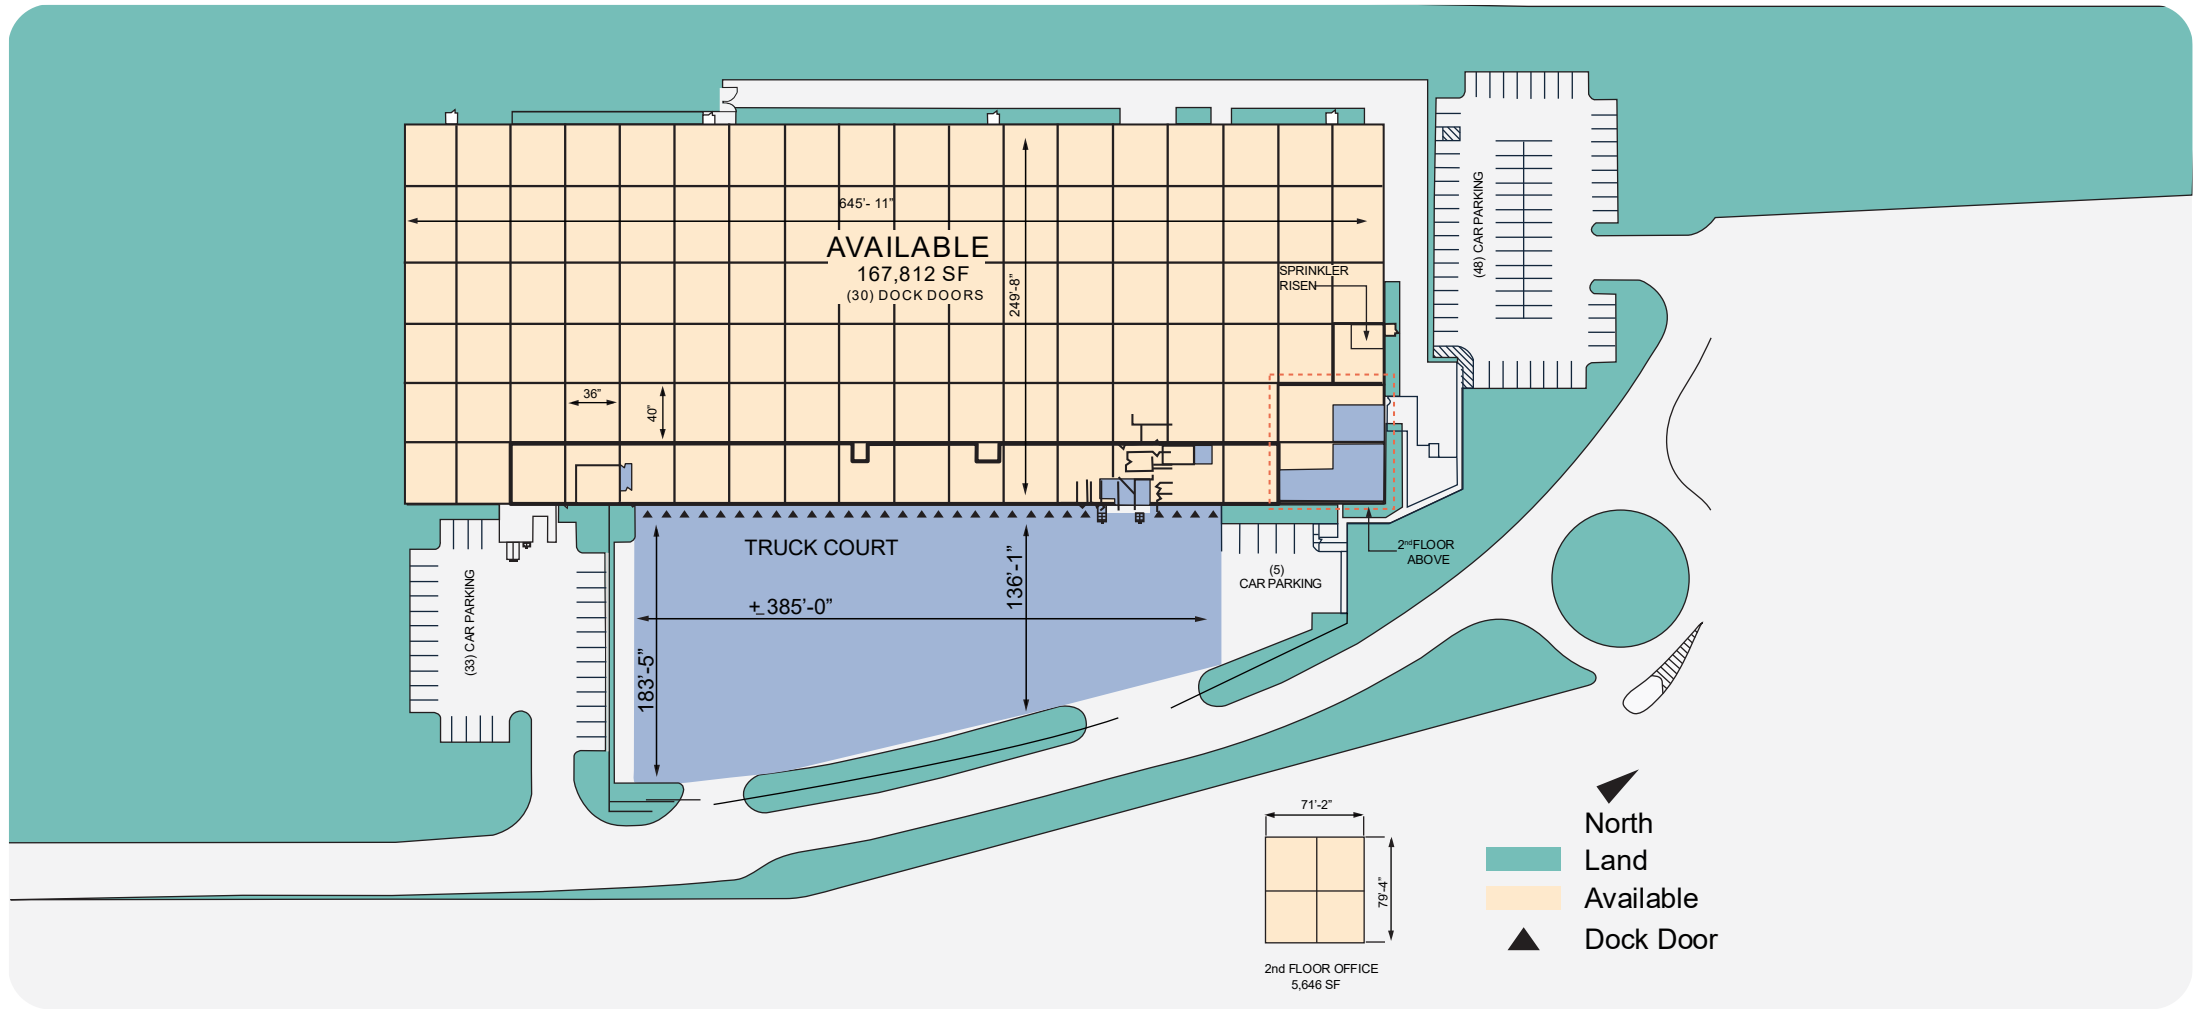 645'- 11"
AVAILABLE
167,812 SF
(30) DOCK DOORS
249'-8"
SPRINKLER
RISEN
(48) CAR PARKING
36"
40"
TRUCK COURT
+ 385'-0"
136'-1"
183'-5"
(33) CAR PARKING
(5)
CAR PARKING
2nd FLOOR
ABOVE
71'-2"
79'-4"
2nd FLOOR OFFICE
5,646 SF
North
Land
Available
Dock Door